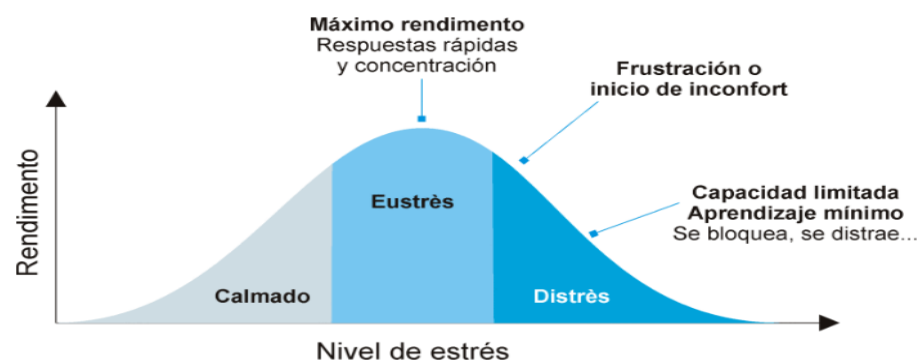 Máximo rendimento
Respuestas rápidas
y concentración
Frustración o
inicio de inconfort
Capacidad limitada
Aprendizaje mínimo
Se bloquea, se distrae...
Rendimento
Eustrès
Calmado
Distrès
Nivel de estrés